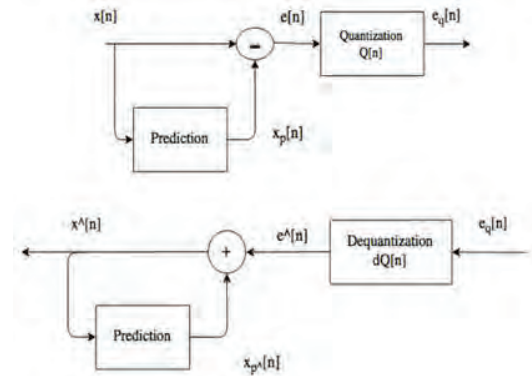 x[n]
e[n]
e_q[n]
–
Quantization
Q[n]
Prediction
x_p[n]
x^[n]
e^[n]
e_q[n]
+
Dequantization
dQ[n]
Prediction
x_p^[n]